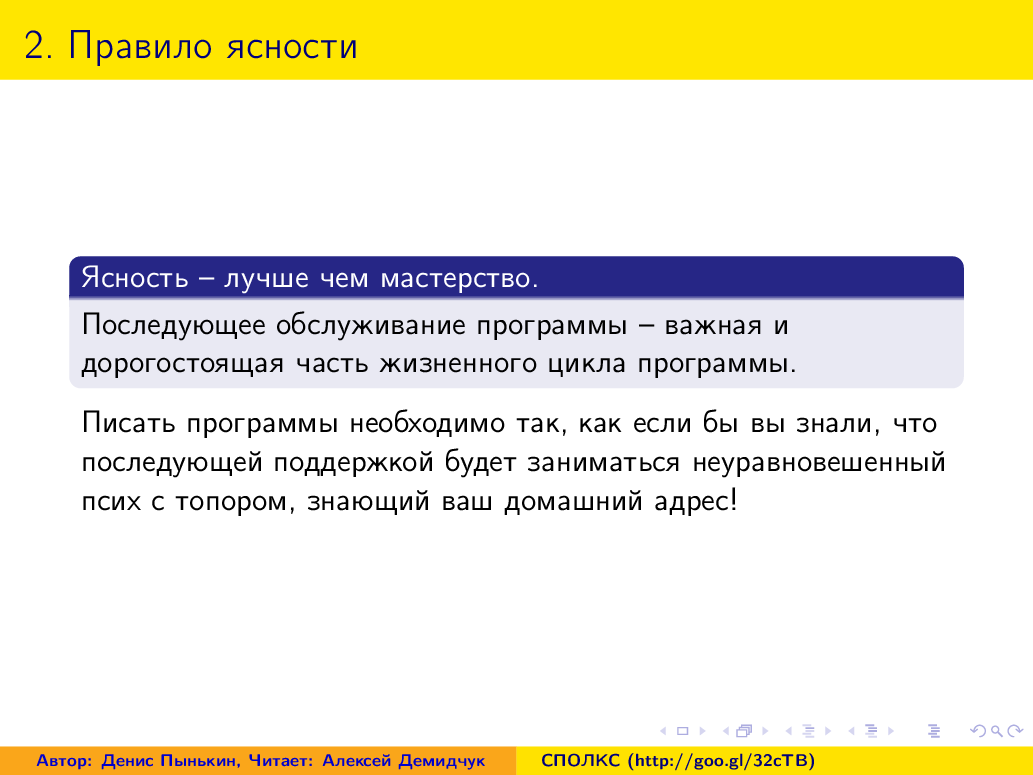 2. Правило ясности
Ясность – лучше чем мастерство.
Последующее обслуживание программы – важная и
дорогостоящая часть жизненного цикла программы.
Писать программы необходимо так, как если бы вы знали, что
последующей поддержкой будет заниматься неуравновешенный
псих с топором, знающий ваш домашний адрес!
Автор: Денис Пынькин, Читает: Алексей Демидчук СПОЛКС (http://goo.gl/32cTB)